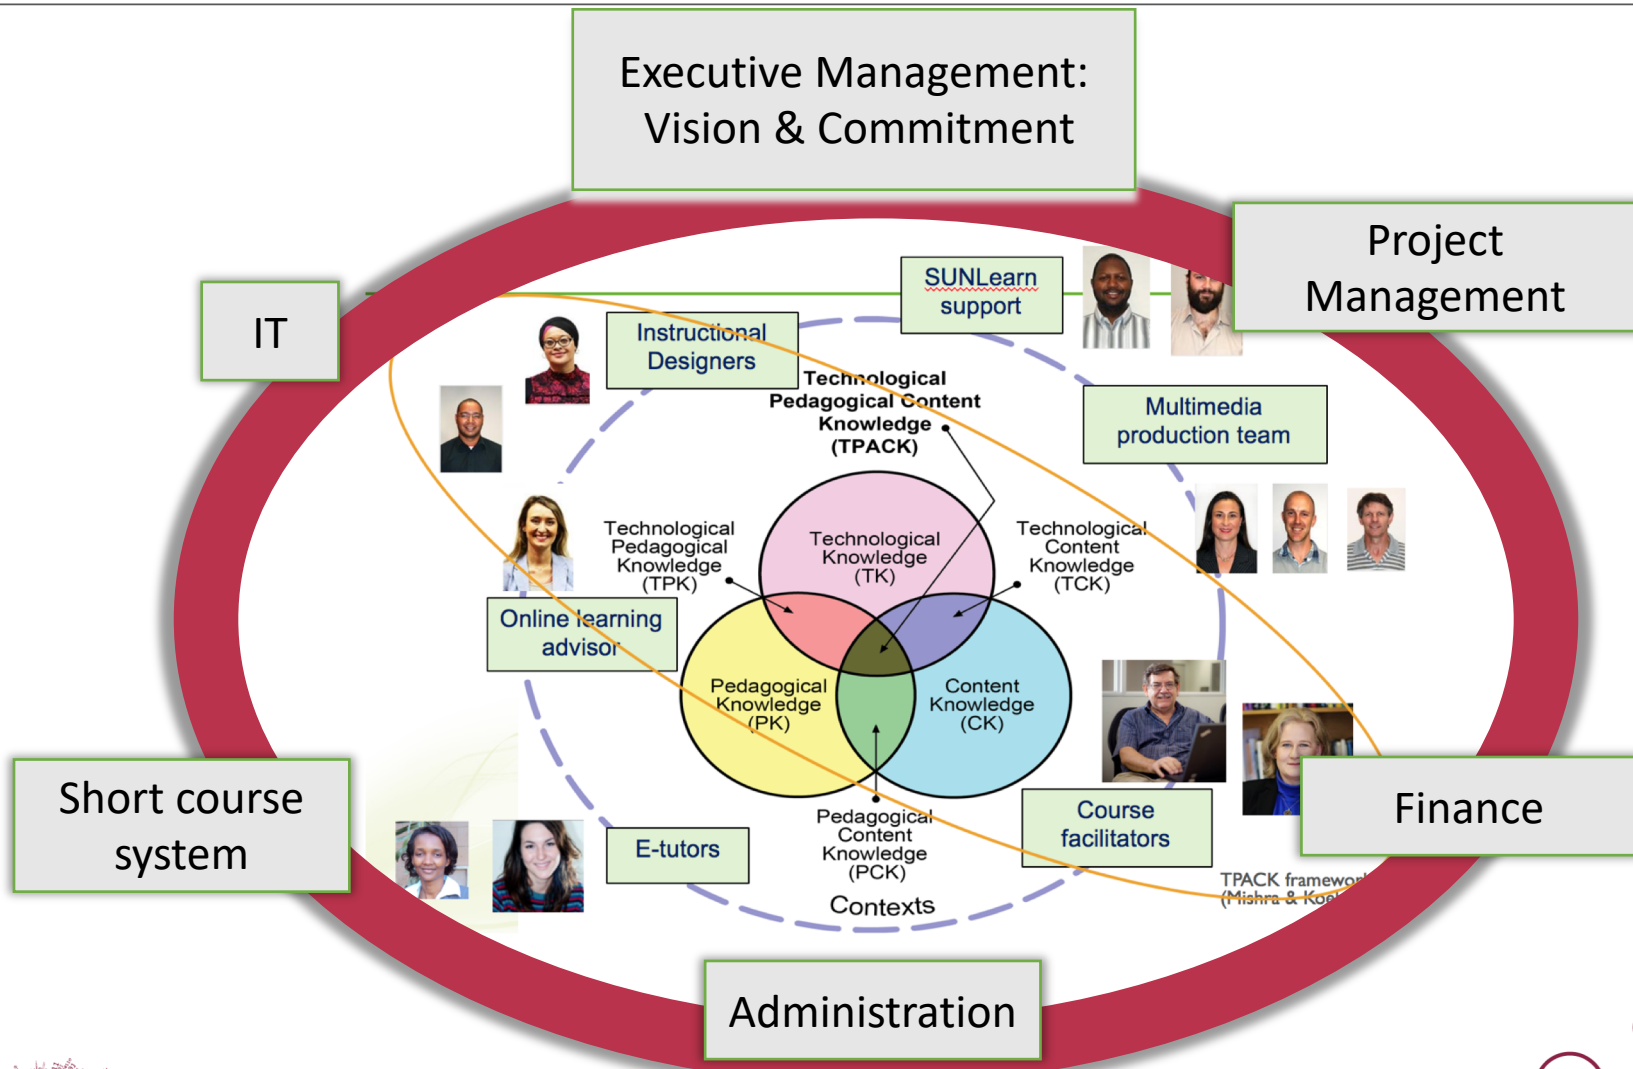 Executive Management:
Vision & Commitment
Project
Management
IT
SUNLearn
support
Instructional
Designers
Technological
Pedagogical Content
Knowledge
(TPACK)
Multimedia
production team
Technological
Pedagogical
Knowledge
(TPK)
Technological
Knowledge
(TK)
Technological
Content
Knowledge
(TCK)
Online learning
advisor
Pedagogical
Knowledge
(PK)
Content
Knowledge
(CK)
Short course
system
E-tutors
Pedagogical
Content
Knowledge
(PCK)
Course
facilitators
Finance
TPACK framework
(Mishra &
Contexts
Administration